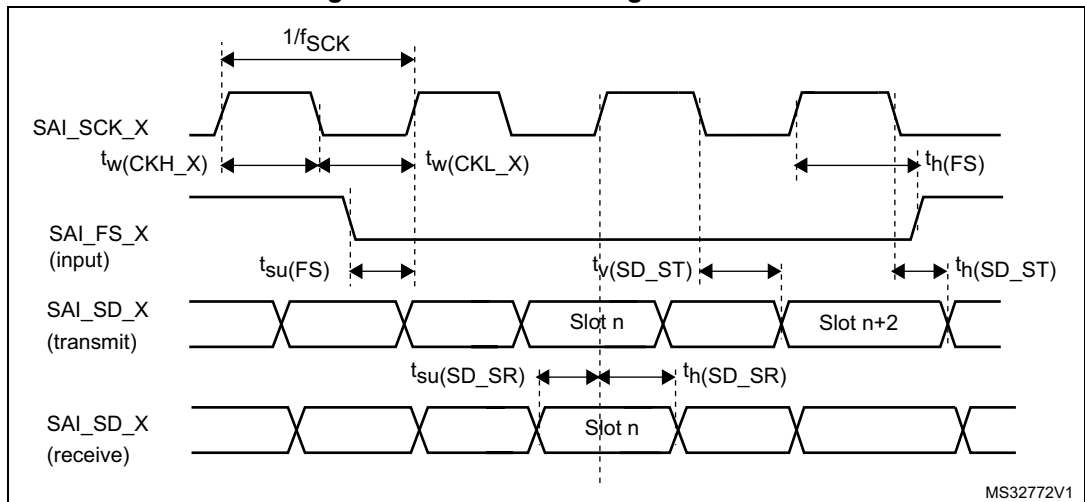 1/fSCK
SAI_SCK_X
tw(CKH_X)
tw(CKL_X)
th(FS)
SAI_FS_X
(input)
tsu(FS)
tv(SD_ST)
th(SD_ST)
SAI_SD_X
(transmit)
Slot n
Slot n+2
tsu(SD_SR)
th(SD_SR)
SAI_SD_X
(receive)
Slot n
MS32772V1